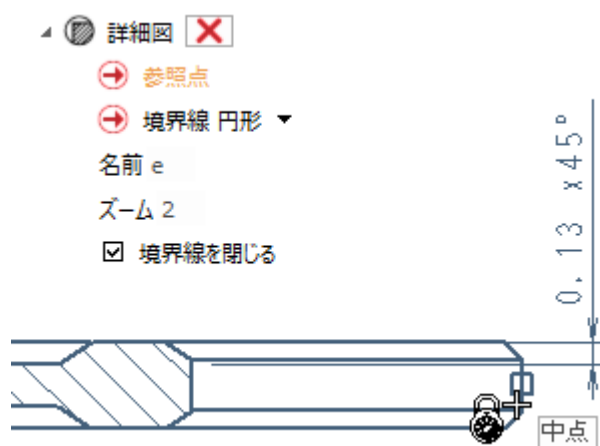 詳細図
参照点
境界線 円形
名前 e
ズーム 2
境界線を閉じる
0.13 x45°
中点